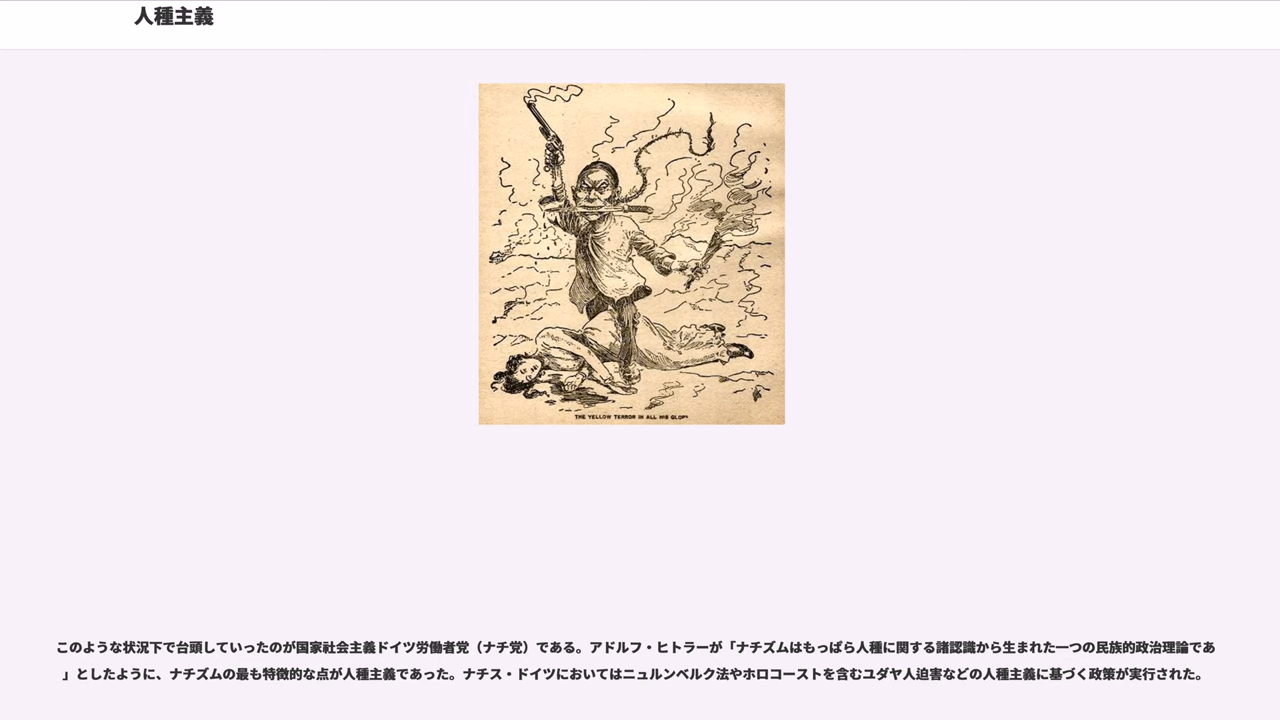 人種主義
THE YELLOW TERROR IN ALL HIS GLORY
このような状況下で台頭していったのが国家社会主義ドイツ労働者党（ナチ党）である。アドルフ・ヒトラーが「ナチズムはもっぱら人種に関する諸認識から生まれた一つの民族的政治理論であ
」としたように、ナチズムの最も特徴的な点が人種主義であった。ナチス・ドイツにおいてはニュルンベルク法やホロコーストを含むユダヤ人迫害などの人種主義に基づく政策が実行された。